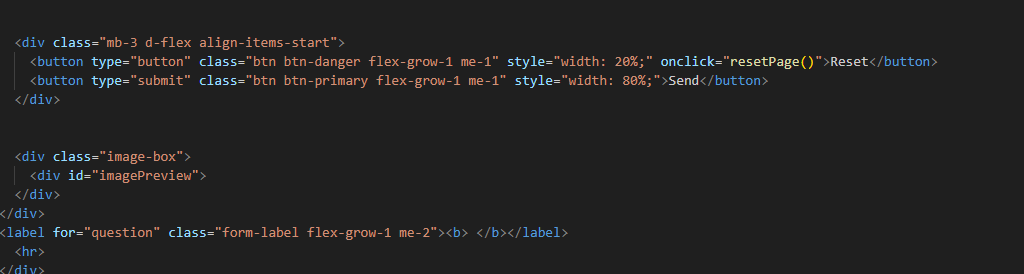 <div class="mb-3 d-flex align-items-start">
<button type="button" class="btn btn-danger flex-grow-1 me-1" style="width: 20%;" onclick="resetPage()">Reset</button>
<button type="submit" class="btn btn-primary flex-grow-1 me-1" style="width: 80%;">Send</button>
</div>
<div class="image-box">
<div id="imagePreview">
</div>
</div>
<label for="question" class="form-label flex-grow-1 me-2"><b> </b></label>
<hr>
</div>